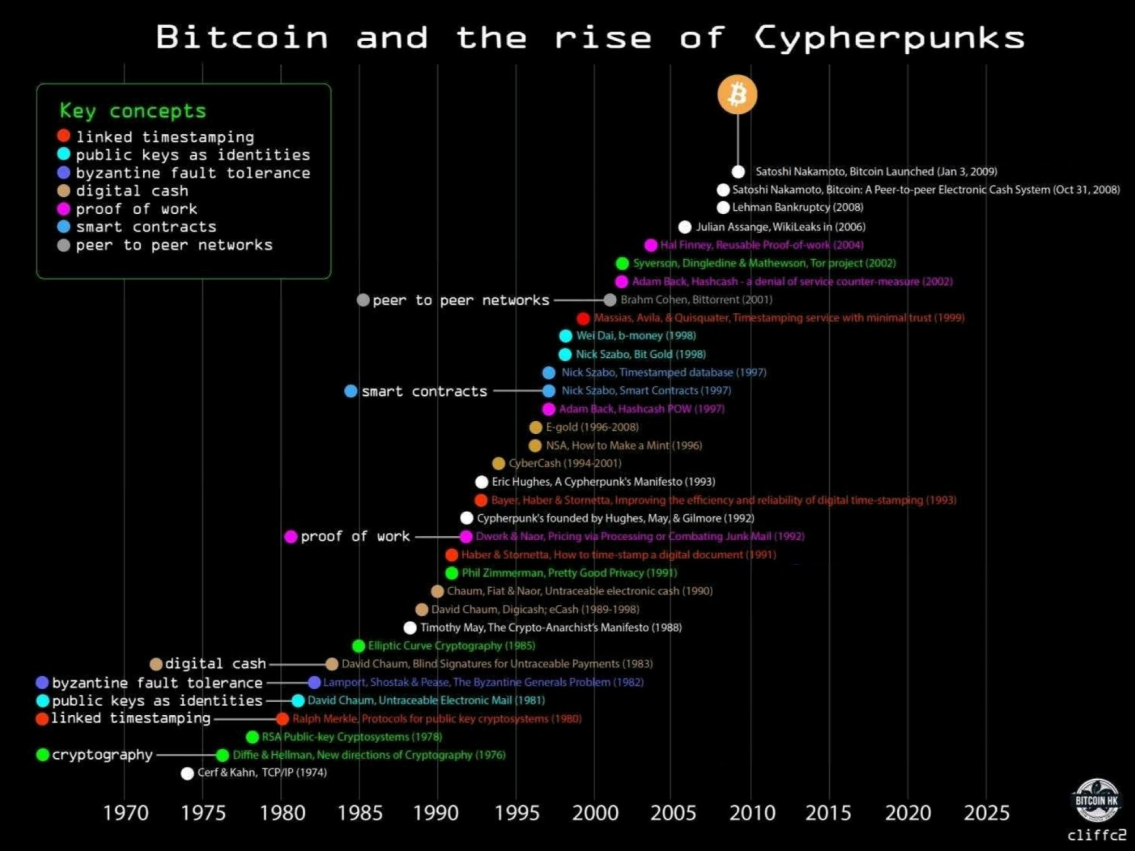 Bitcoin and the rise of Cypherpunks
Key concepts
linked timestamping
public keys as identities
byzantine fault tolerance
digital cash
proof of work
smart contracts
peer to peer networks
Satoshi Nakamoto, Bitcoin Launched (Jan 3, 2009)
Satoshi Nakamoto, Bitcoin: A Peer-to-peer Electronic Cash System (Oct 31, 2008)
Lehman Bankruptcy (2008)
Julian Assange, WikiLeaks in (2006)
Hal Finney, Reusable Proof-of-work (2004)
Syverson, Dingledine & Mathewson, Tor project (2002)
Adam Back, Hashcash - a denial of service counter-measure (2002)
peer to peer networks Brahm Cohen, Bittorrent (2001)
Massias, Avila, & Quisquater, Timestamping service with minimal trust (1999)
Wei Dai, b-money (1998)
Nick Szabo, Bit Gold (1998)
Nick Szabo, Timestamped database (1997)
smart contracts Nick Szabo, Smart Contracts (1997)
Adam Back, Hashcash POW (1997)
E-gold (1996-2008)
NSA, How to Make a Mint (1996)
CyberCash (1994-2001)
Eric Hughes, A Cypherpunk's Manifesto (1993)
Bayer, Haber & Stornetta, Improving the efficiency and reliability of digital time-stamping (1993)
Cypherpunk's founded by Hughes, May, & Gilmore (1992)
proof of work Dwork & Naor, Pricing via Processing or Combating Junk Mail (1992)
Haber & Stornetta, How to time-stamp a digital document (1991)
Phil Zimmerman, Pretty Good Privacy (1991)
Chaum, Fiat & Naor, Untraceable electronic cash (1990)
David Chaum, Digicash; eCash (1989-1998)
Timothy May, The Crypto-Anarchist's Manifesto (1988)
Elliptic Curve Cryptography (1985)
digital cash David Chaum, Blind Signatures for Untraceable Payments (1983)
byzantine fault tolerance Lamport, Shostak & Pease, The Byzantine Generals Problem (1982)
public keys as identities David Chaum, Untraceable Electronic Mail (1981)
linked timestamping Ralph Merkle, Protocols for public key cryptosystems (1980)
RSA Public-key Cryptosystems (1978)
cryptography Diffie & Hellman, New directions of Cryptography (1976)
Cerf & Kahn, TCP/IP (1974)
1970 1975 1980 1985 1990 1995 2000 2005 2010 2015 2020 2025
BITCOIN HK
cliffc2